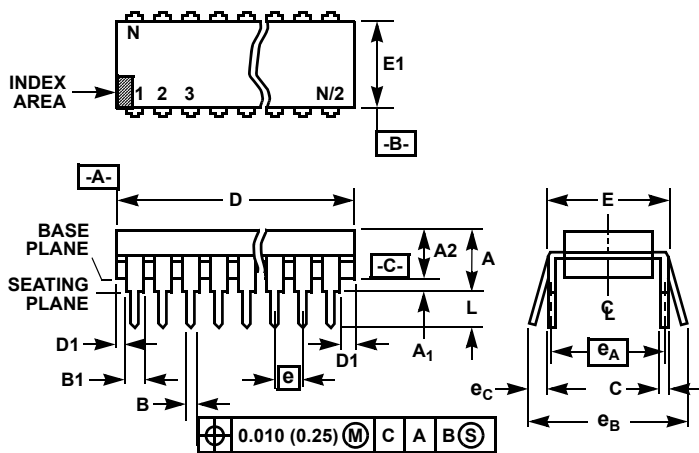 N
E1
INDEX
AREA
1 2 3 N/2
-B-
-A-
D
E
BASE
PLANE
A2
A
-C-
SEATING
PLANE
L
C
L
D1
A1
D1
eA
B1
e
eC
C
B
eB
0.010 (0.25) M C A B S